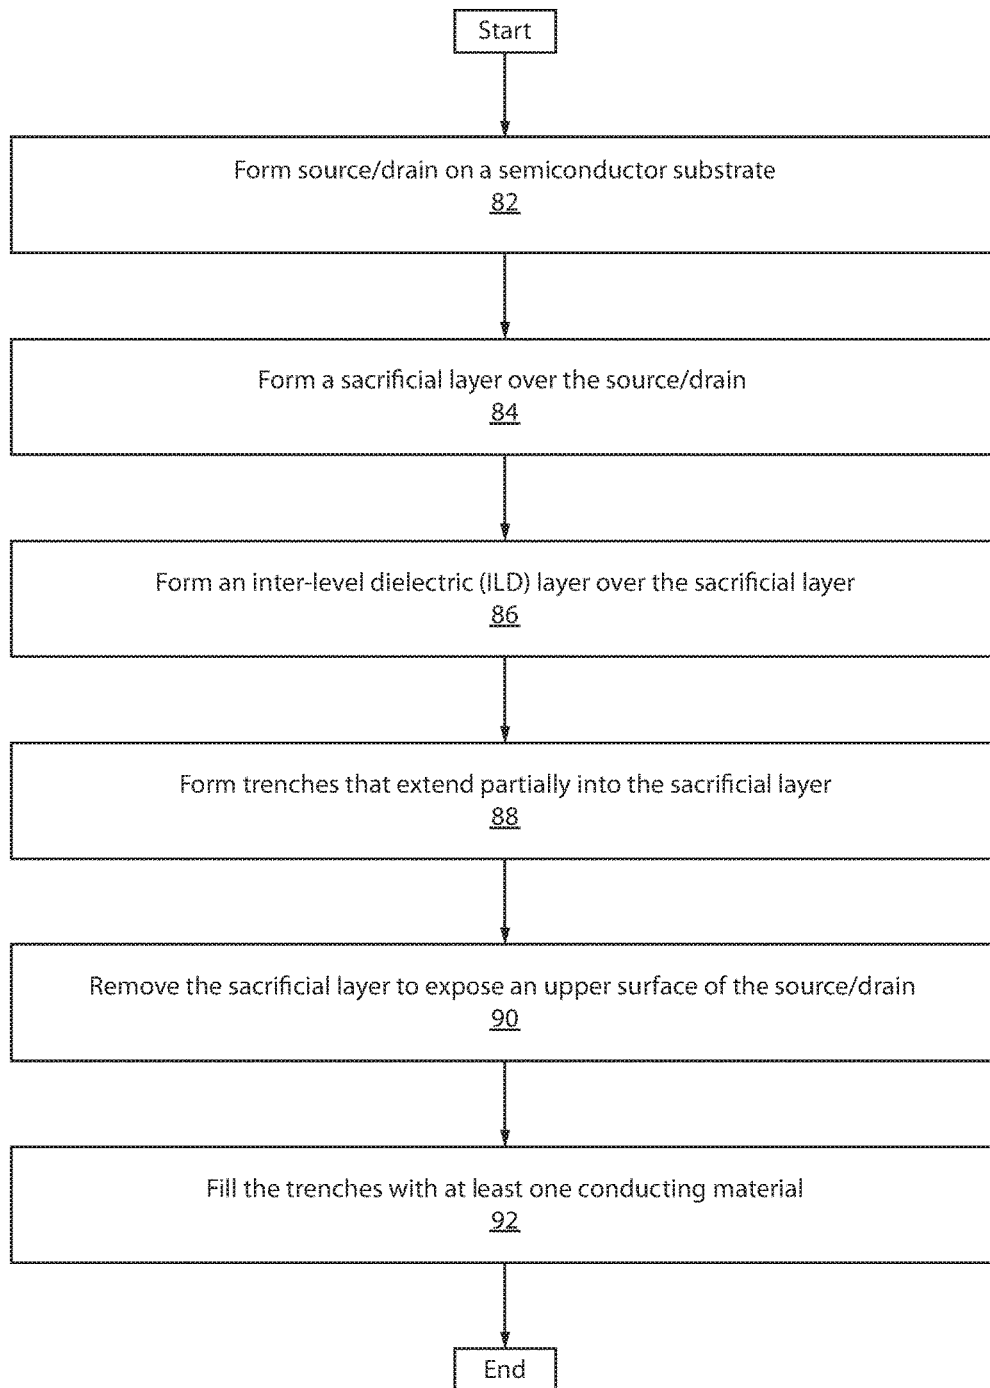 Start
Form source/drain on a semiconductor substrate
82
Form a sacrificial layer over the source/drain
84
Form an inter-level dielectric (ILD) layer over the sacrificial layer
86
Form trenches that extend partially into the sacrificial layer
88
Remove the sacrificial layer to expose an upper surface of the source/drain
90
Fill the trenches with at least one conducting material
92
End